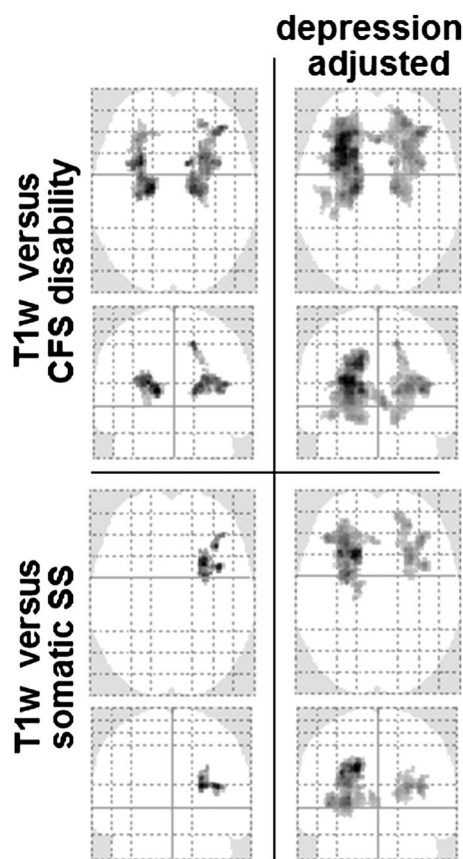 depression
adjusted
T1w versus
CFS disability
T1w versus
somatic SS